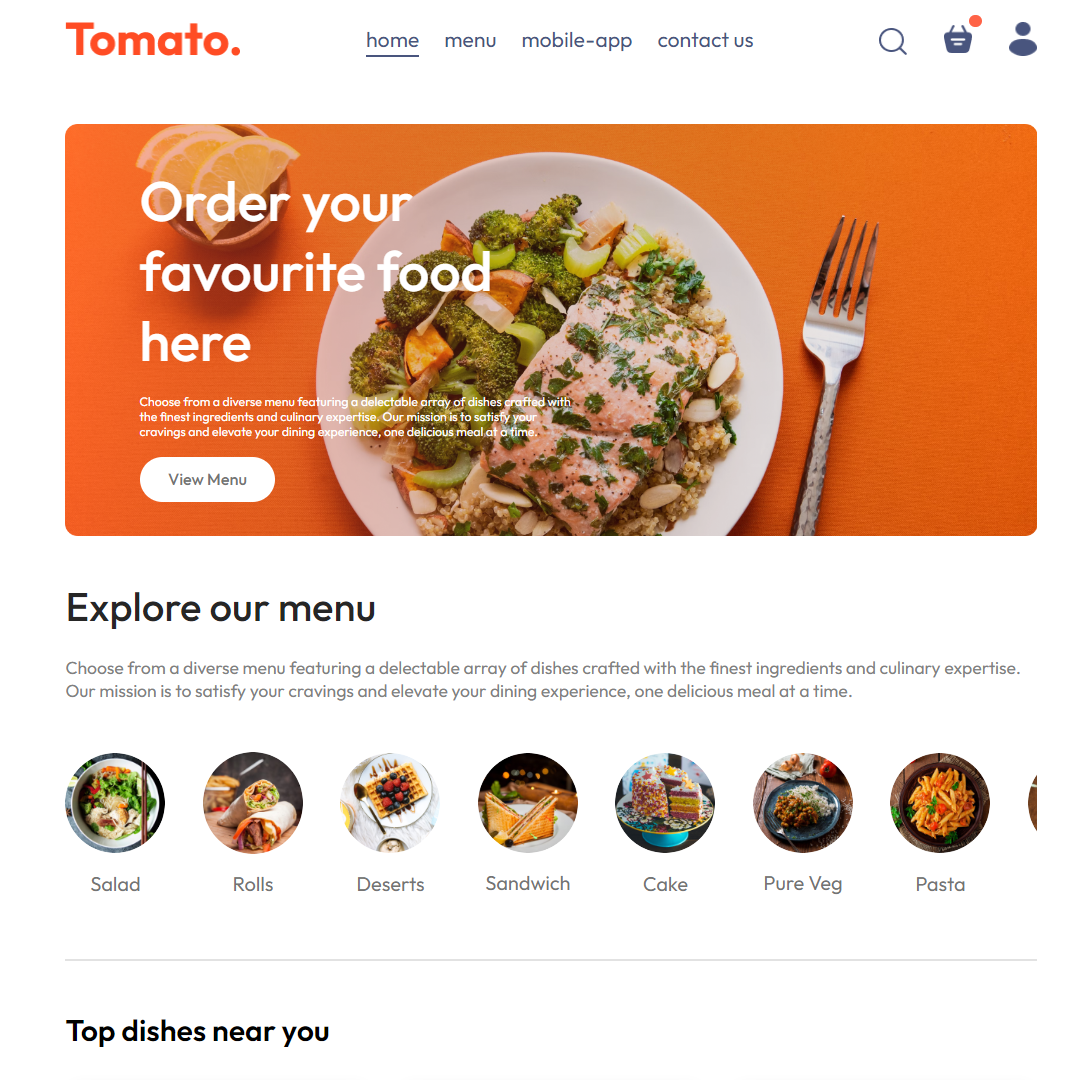 Tomato.
home menu mobile-app contact us
Order your
favourite food
here
Choose from a diverse menu featuring a delectable array of dishes crafted with
the finest ingredients and culinary expertise. Our mission is to satisfy your
cravings and elevate your dining experience, one delicious meal at a time.
View Menu
Explore our menu
Choose from a diverse menu featuring a delectable array of dishes crafted with the finest ingredients and culinary expertise.
Our mission is to satisfy your cravings and elevate your dining experience, one delicious meal at a time.
Salad Rolls Deserts Sandwich Cake Pure Veg Pasta
Top dishes near you